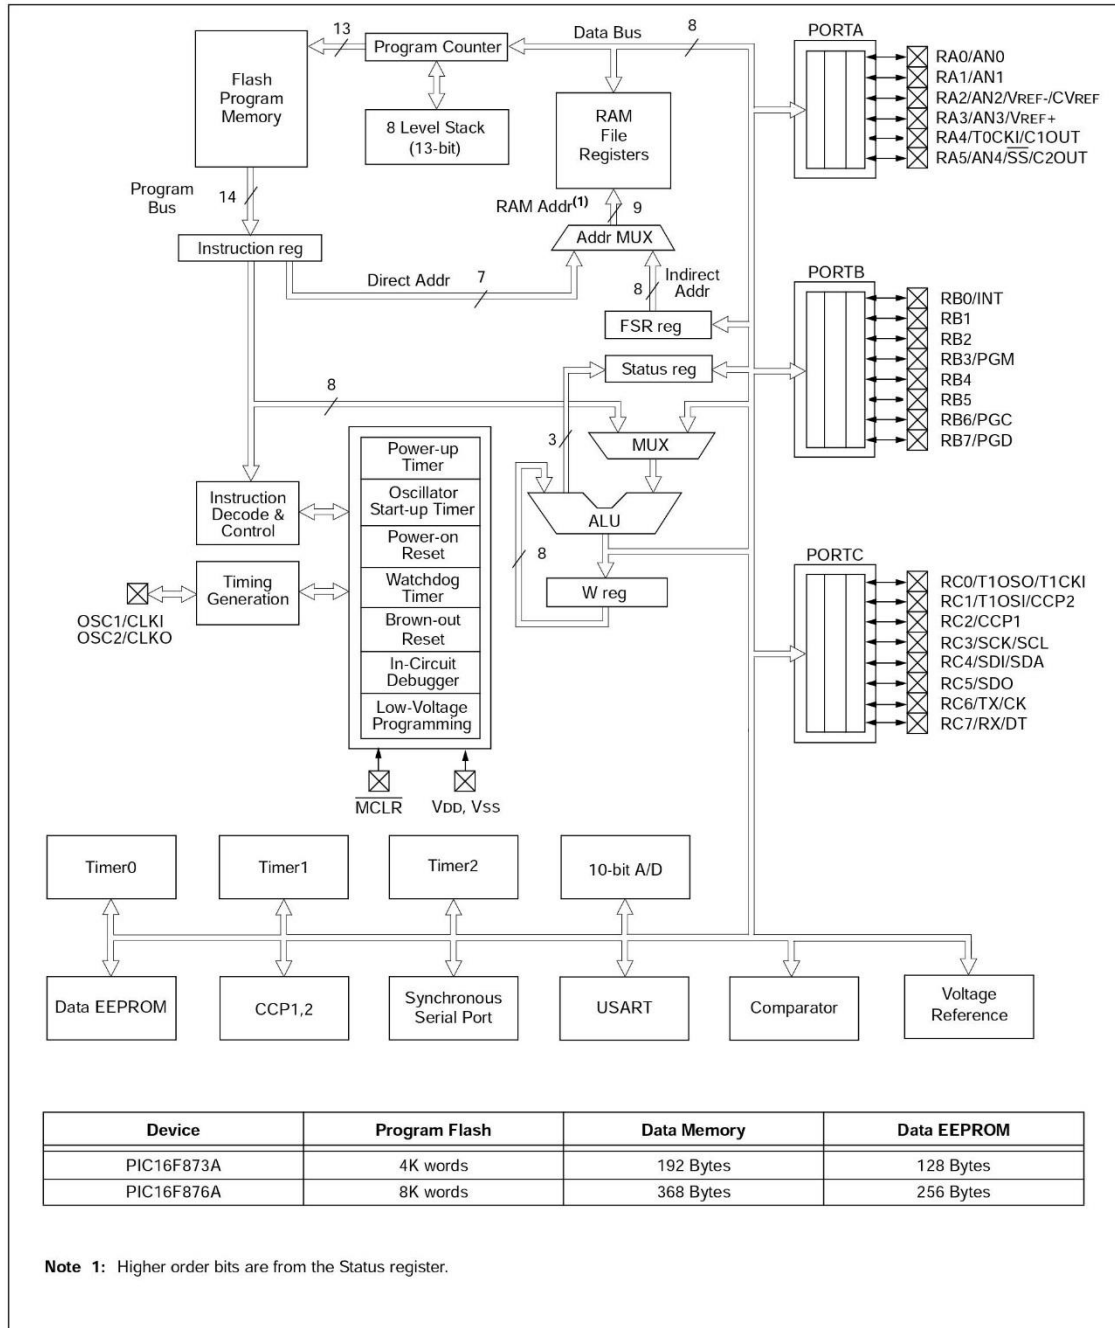 13
Data Bus
8
PORTA
Flash
Program
Memory
Program Counter
8 Level Stack
(13-bit)
RAM
File
Registers
RA0/AN0
RA1/AN1
RA2/AN2/VREF-/CVREF
RA3/AN3/VREF+
RA4/T0CKI/C1OUT
RA5/AN4/SS/C2OUT
Program
Bus
14
RAM Addr(1)
9
Addr MUX
Instruction reg
Direct Addr
7
8
Indirect
Addr
FSR reg
Status reg
PORTB
RB0/INT
RB1
RB2
RB3/PGM
RB4
RB5
RB6/PGC
RB7/PGD
8
3
MUX
ALU
8
W reg
Power-up
Timer
Oscillator
Start-up Timer
Power-on
Reset
Watchdog
Timer
Brown-out
Reset
In-Circuit
Debugger
Low-Voltage
Programming
Instruction
Decode &
Control
Timing
Generation
OSC1/CLKI
OSC2/CLKO
MCLR
VDD, VSS
PORTC
RC0/T1OSO/T1CKI
RC1/T1OSI/CCP2
RC2/CCP1
RC3/SCK/SCL
RC4/SDI/SDA
RC5/SDO
RC6/TX/CK
RC7/RX/DT
Timer0
Timer1
Timer2
10-bit A/D
Data EEPROM
CCP1,2
Synchronous
Serial Port
USART
Comparator
Voltage
Reference
Device Program Flash Data Memory Data EEPROM
PIC16F873A 4K words 192 Bytes 128 Bytes
PIC16F876A 8K words 368 Bytes 256 Bytes
Note 1: Higher order bits are from the Status register.